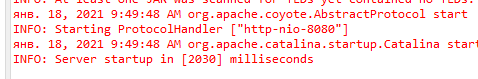 INFO: At least one JAR was scanned for TLDs yet contained no TLDs.
янв. 18, 2021 9:49:48 AM org.apache.coyote.AbstractProtocol start
INFO: Starting ProtocolHandler ["http-nio-8080"]
янв. 18, 2021 9:49:48 AM org.apache.catalina.startup.Catalina star
INFO: Server startup in [2030] milliseconds